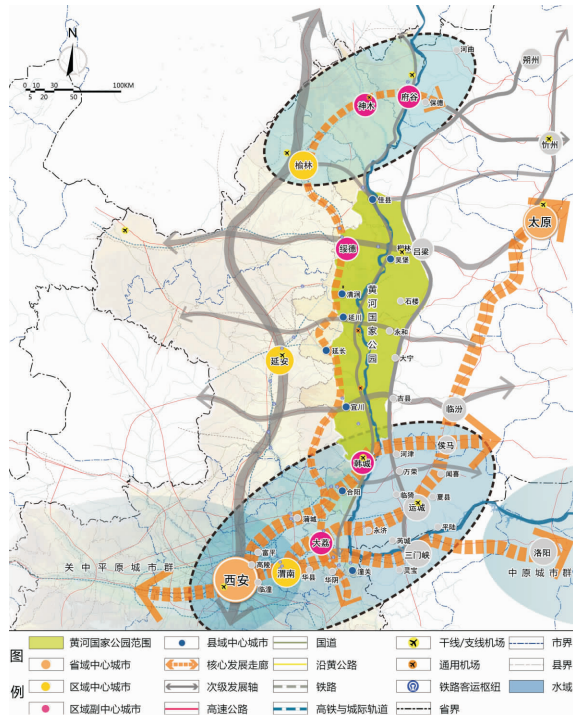 N
0 10 30 100KM
5 20 50
河曲
朔州
府谷
神木
保德
忻州
榆林
佳县
太原
绥德
吕梁
吴堡
黄河国家公园
清涧
石楼
延川
永和
延安
延长
大宁
宜川
吉县
临汾
侯马
韩城
河津
万荣
闻喜
合阳
临猗
夏县
运城
蒲城
大荔
永济
平陆
芮城
富平
三门峡
洛阳
关中平原城市群
高陵
中原城市群
西安
渭南
华县
华阴
潼关
灵宝
临潼
图例
黄河国家公园范围
县域中心城市
国道
干线/支线机场
市界
省域中心城市
核心发展走廊
沿黄公路
通用机场
县界
区域中心城市
次级发展轴
铁路
铁路客运枢纽
水域
区域副中心城市
高速公路
高铁与城际轨道
省界